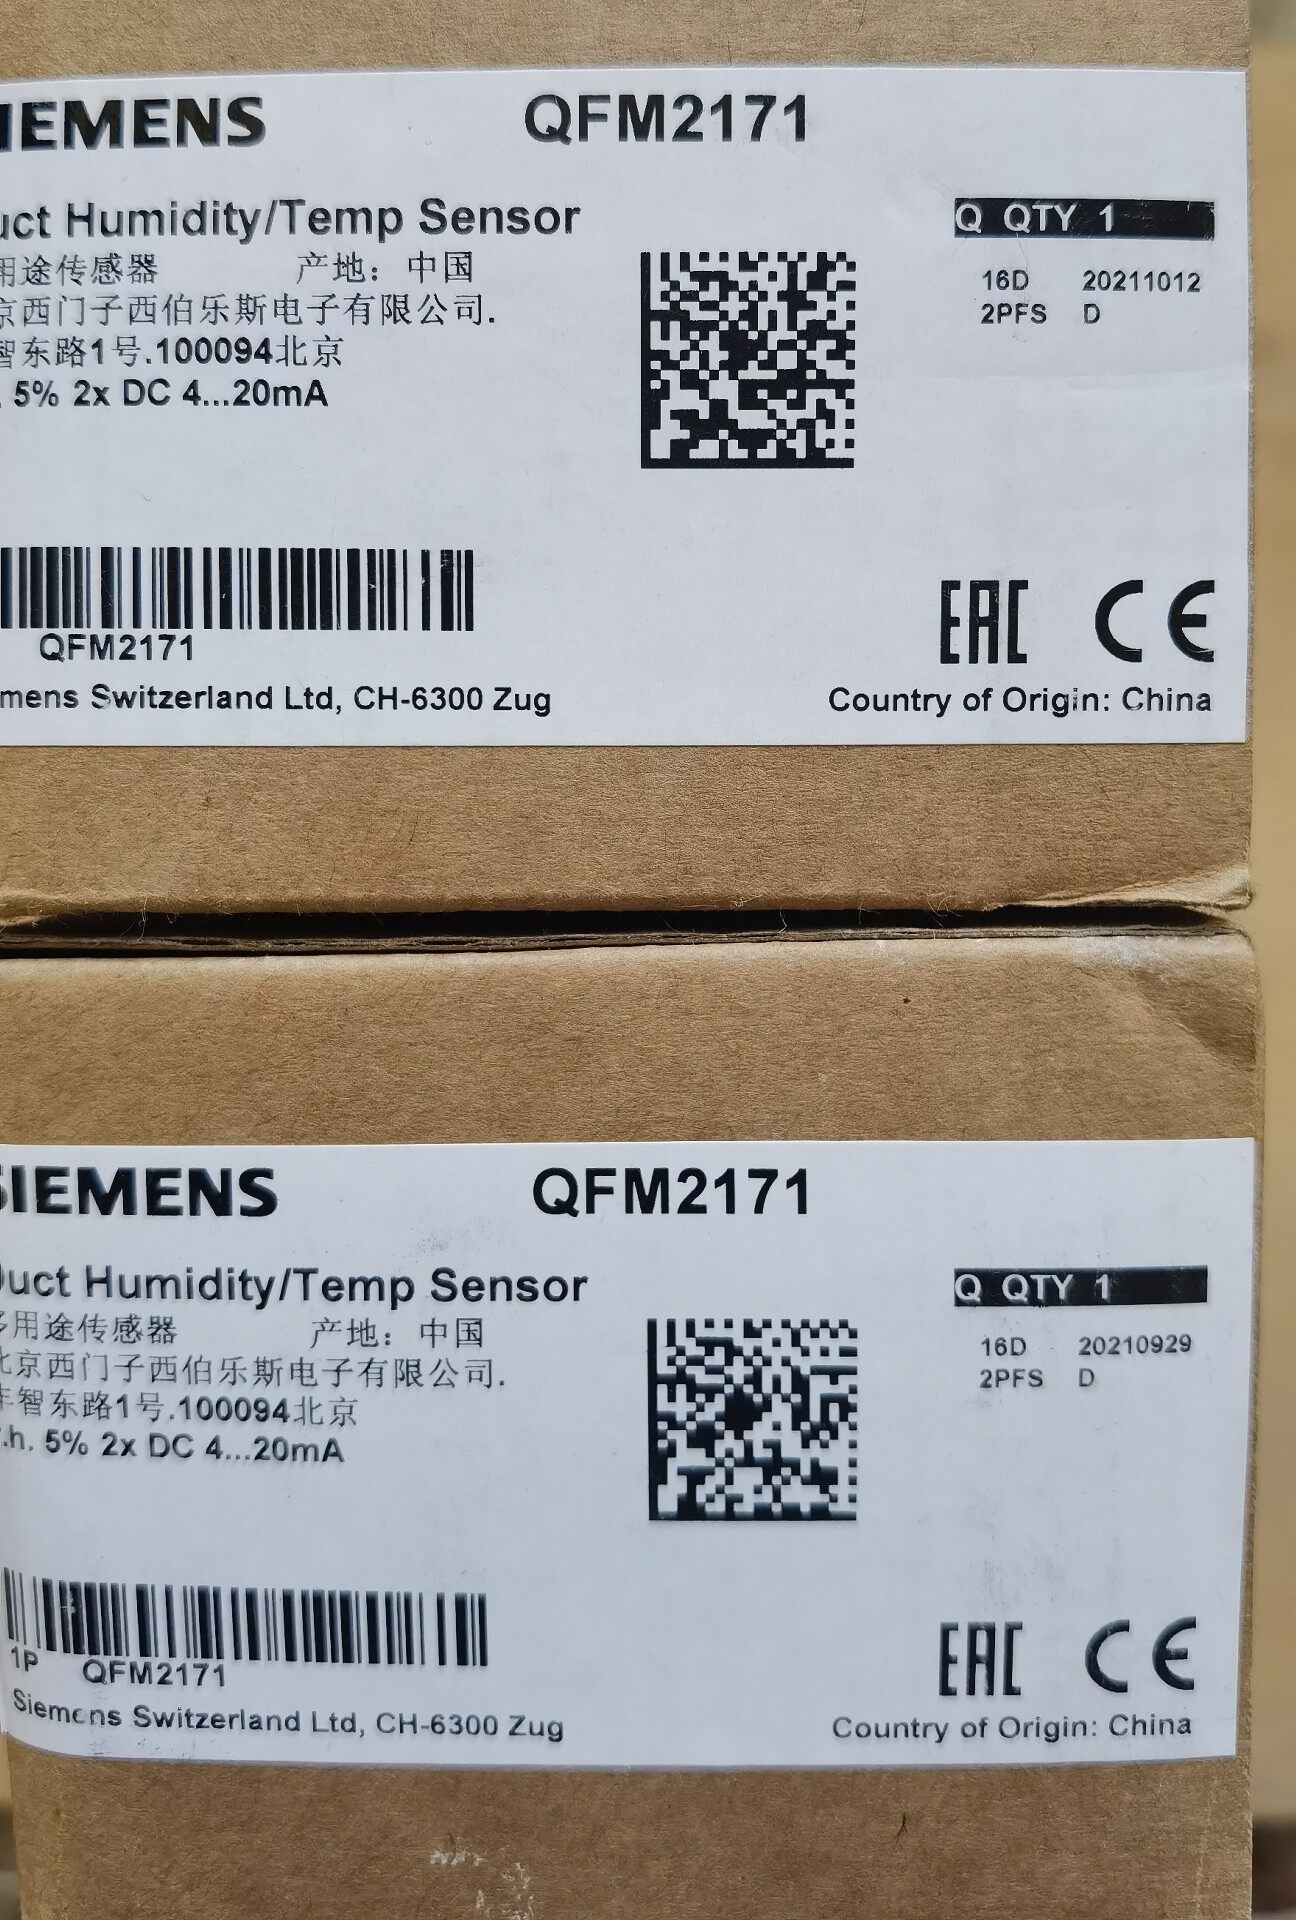 IEMENS QFM2171
uct Humidity/Temp Sensor
Q QTY 1
用途传感器 产地：中国
16D 20211012
京西门子西伯乐斯电子有限公司.
2PFS D
智东路1号.100094北京
. 5% 2x DC 4...20mA
QFM2171
EAC CE
mens Switzerland Ltd, CH-6300 Zug
Country of Origin: China
SIEMENS QFM2171
Duct Humidity/Temp Sensor
Q QTY 1
多用途传感器 产地：中国
16D 20210929
北京西门子西伯乐斯电子有限公司.
2PFS D
丰智东路1号.100094北京
r.h. 5% 2x DC 4...20mA
1P QFM2171
EAC CE
Siemens Switzerland Ltd, CH-6300 Zug
Country of Origin: China